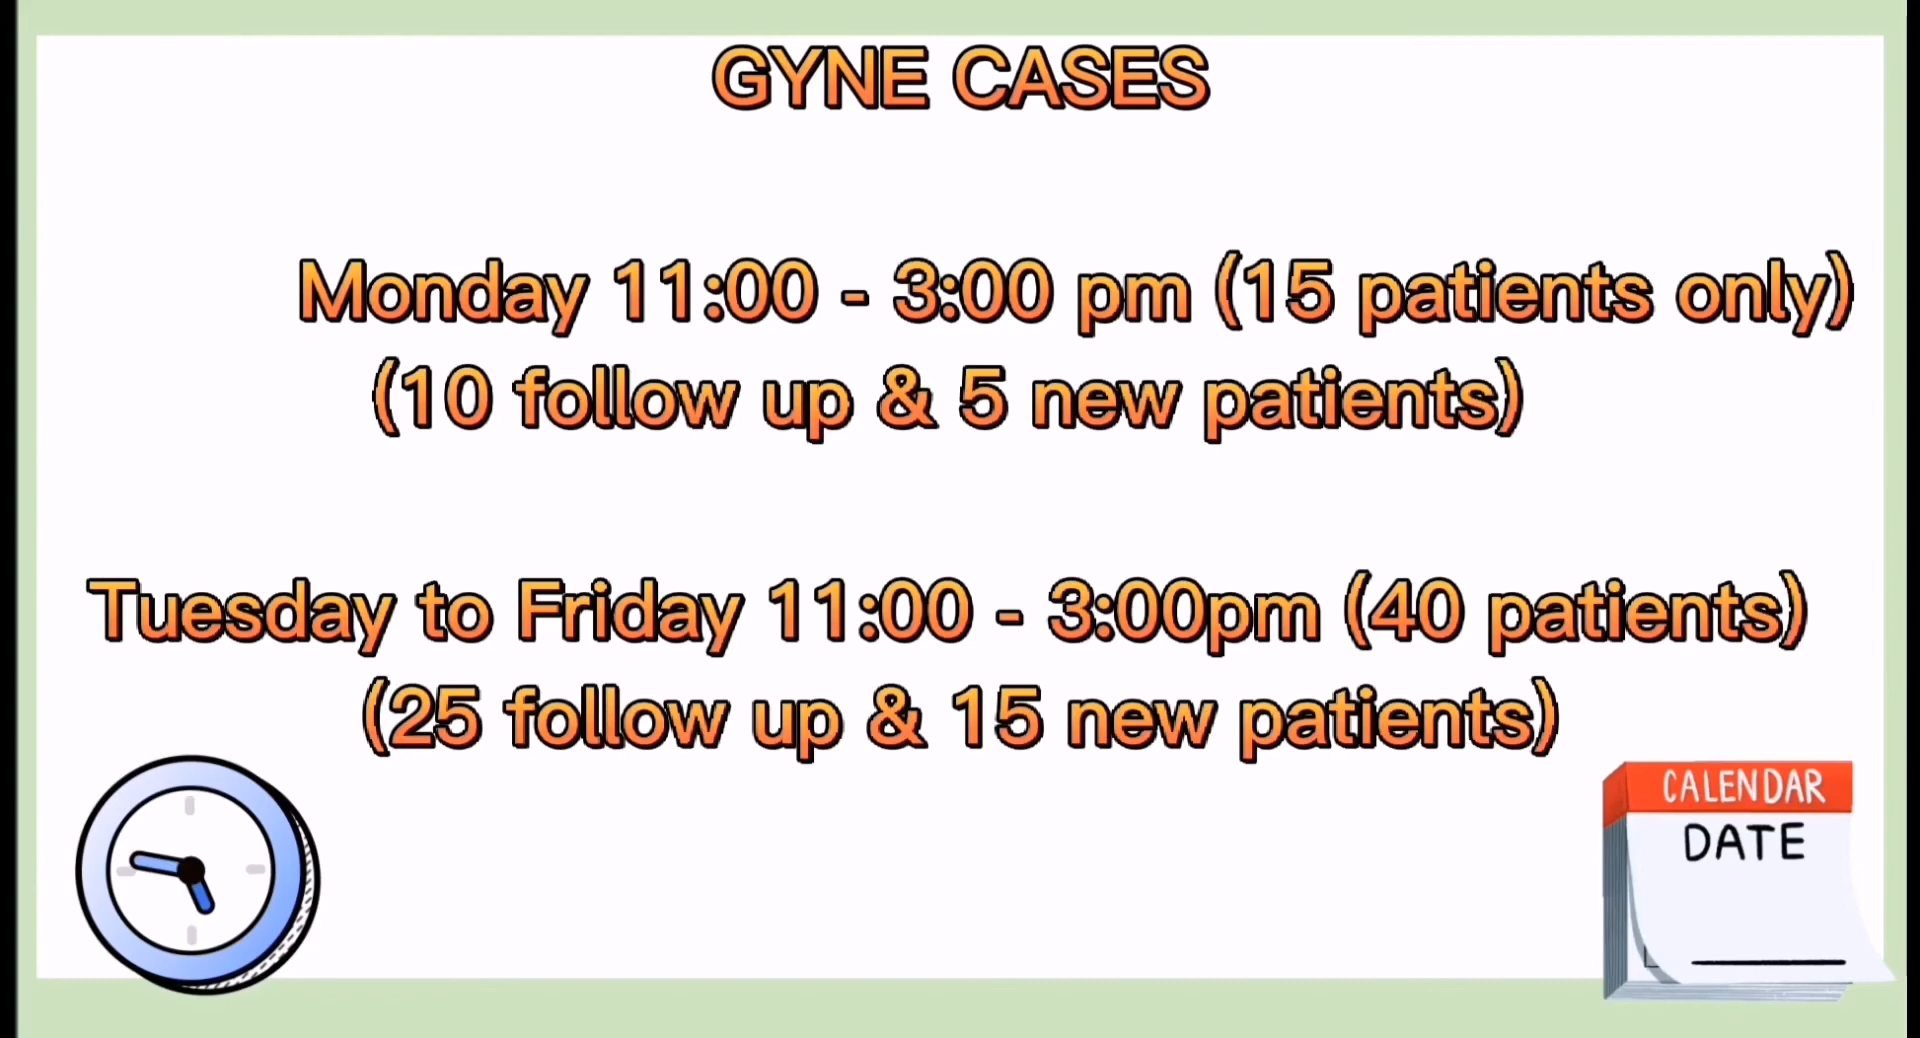 GYNE CASES
Monday 11:00 - 3:00 pm (15 patients only)
(10 follow up & 5 new patients)
Tuesday to Friday 11:00 - 3:00pm (40 patients)
(25 follow up & 15 new patients)
CALENDAR
DATE